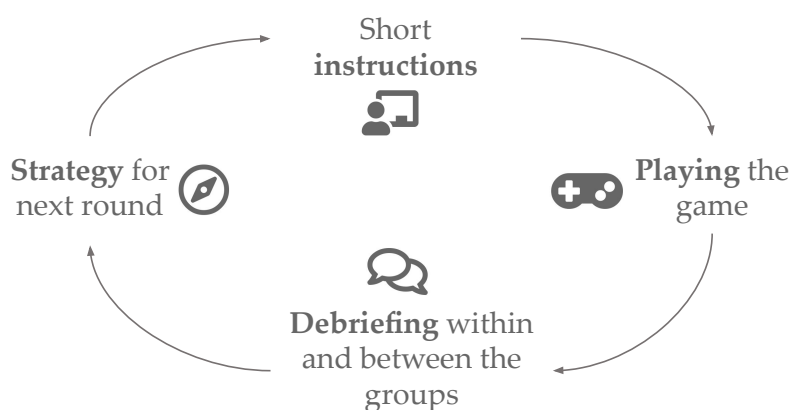 Short
instructions
Strategy for
next round
Playing the
game
Debriefing within
and between the
groups